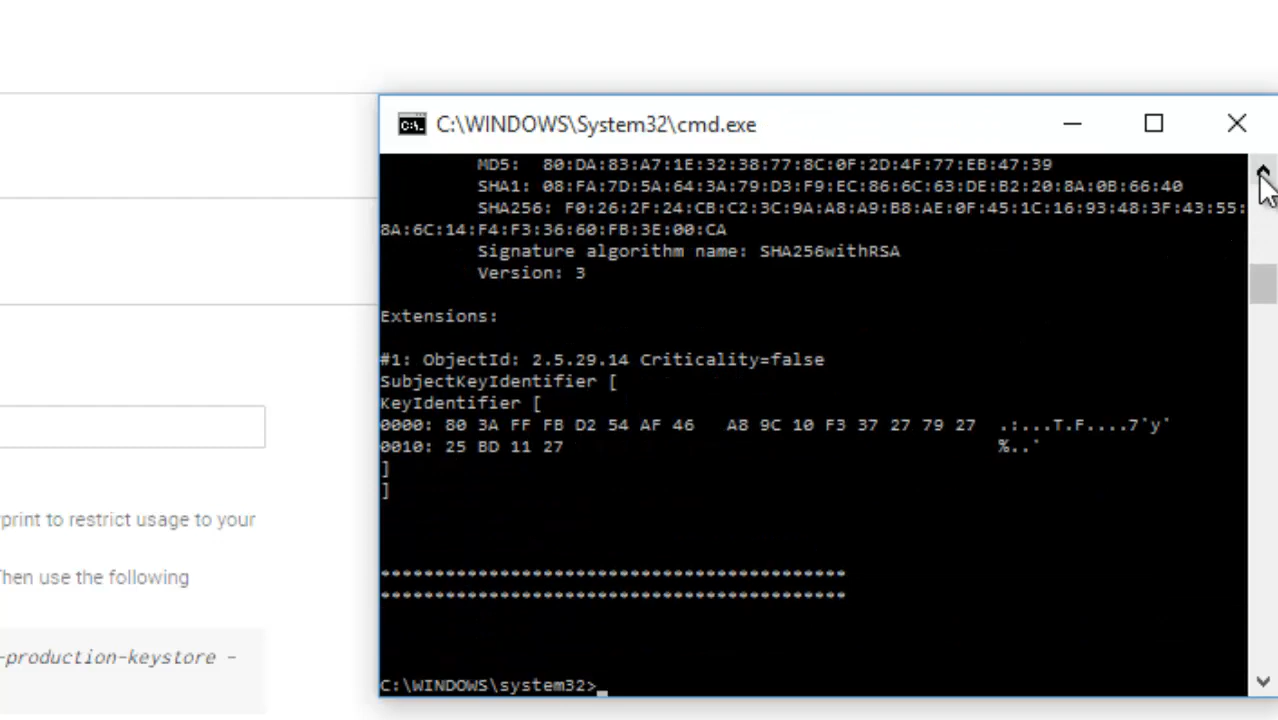 C:\WINDOWS\System32\cmd.exe
MD5: 80:DA:83:A7:1E:32:38:77:8C:0F:2D:4F:77:EB:47:39
SHA1: 08:FA:7D:5A:64:3A:79:D3:F9:EC:86:6C:63:DE:B2:20:8A:0B:66:40
SHA256: F0:26:2F:24:CB:C2:3C:9A:A8:A9:B8:AE:0F:45:1C:16:93:48:3F:43:55:
8A:6C:14:F4:F3:36:60:FB:3E:00:CA
Signature algorithm name: SHA256withRSA
Version: 3
Extensions:
#1: ObjectId: 2.5.29.14 Criticality=false
SubjectKeyIdentifier [
KeyIdentifier [
0000: 80 3A FF FB D2 54 AF 46 A8 9C 10 F3 37 27 79 27 .:...T.F....7'y'
0010: 25 BD 11 27 %..'
]
]
*******************************************
*******************************************
C:\WINDOWS\system32>
print to restrict usage to your
hen use the following
-production-keystore -